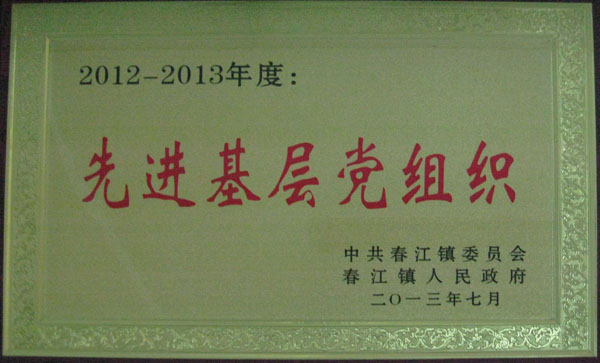 2012-2013年度:
先进基层党组织
中共春江镇委员会
春江镇人民政府
二〇一三年七月